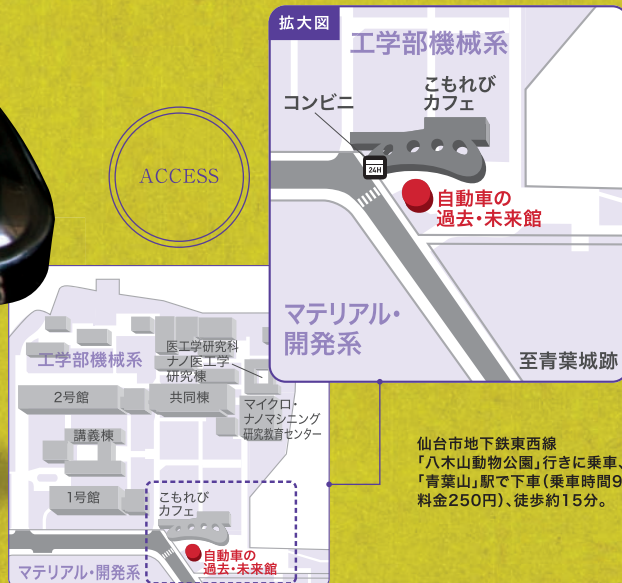 拡大図
工学部機械系
こもれび
カフェ
コンビニ
24H
自動車の
過去・未来館
マテリアル・
開発系
至青葉城跡
ACCESS
工学部機械系
医工学研究科
ナノ医工学
研究棟
2号館
共同棟
マイクロ・
ナノマシニング
研究教育センター
講義棟
1号館
こもれび
カフェ
自動車の
過去・未来館
マテリアル・開発系
仙台市地下鉄東西線
「八木山動物公園」行きに乗車、
「青葉山」駅で下車(乗車時間9
料金250円)、徒歩約15分。